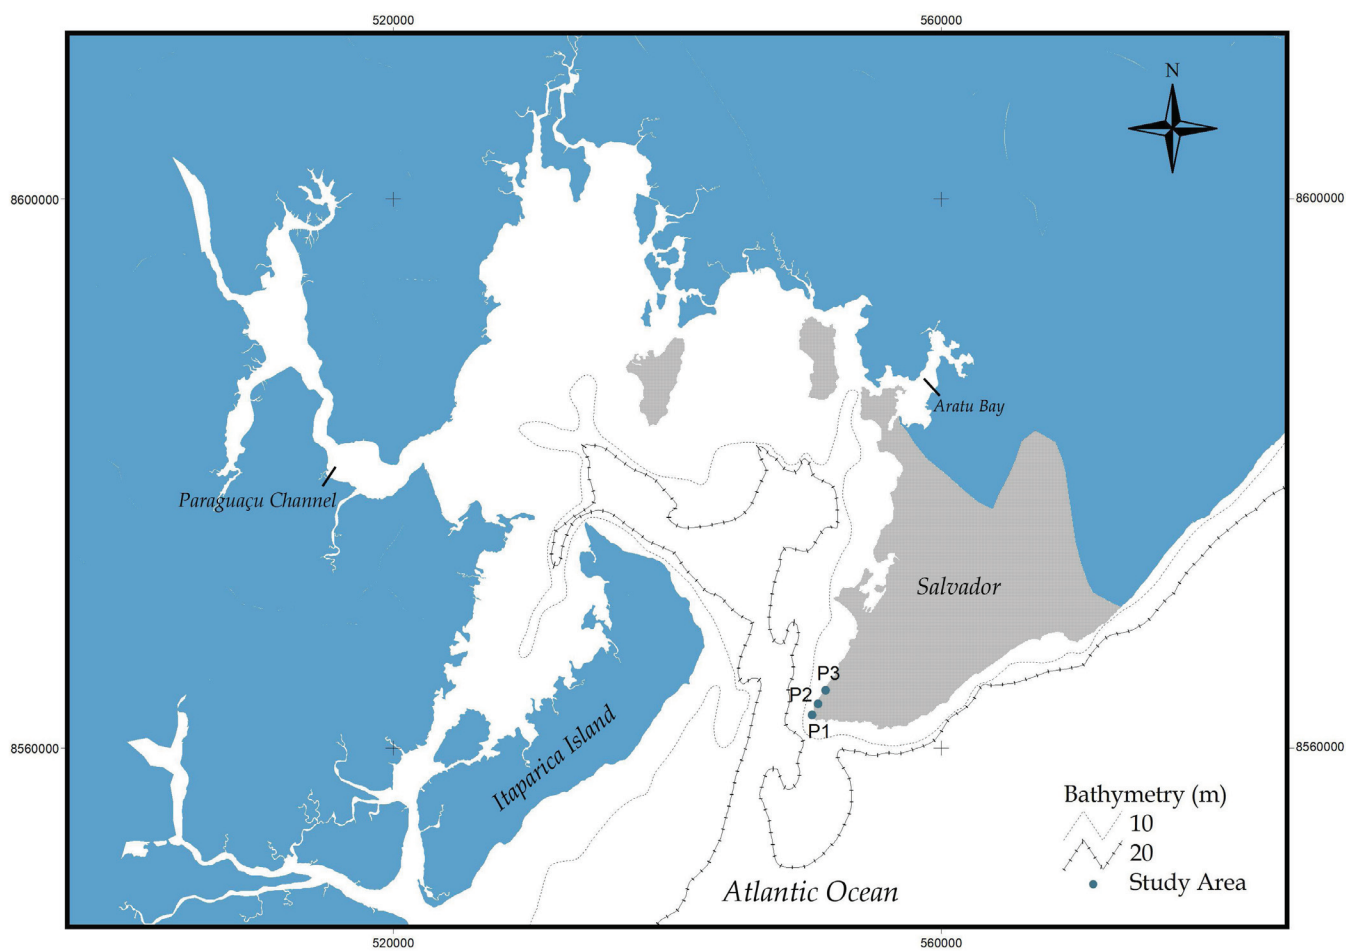 520000
560000
N
8600000
8600000
Aratu Bay
Paraguaçu Channel
Salvador
P3
P2
P1
Itaparica Island
8560000
8560000
Bathymetry (m)
10
20
Study Area
Atlantic Ocean
520000
560000